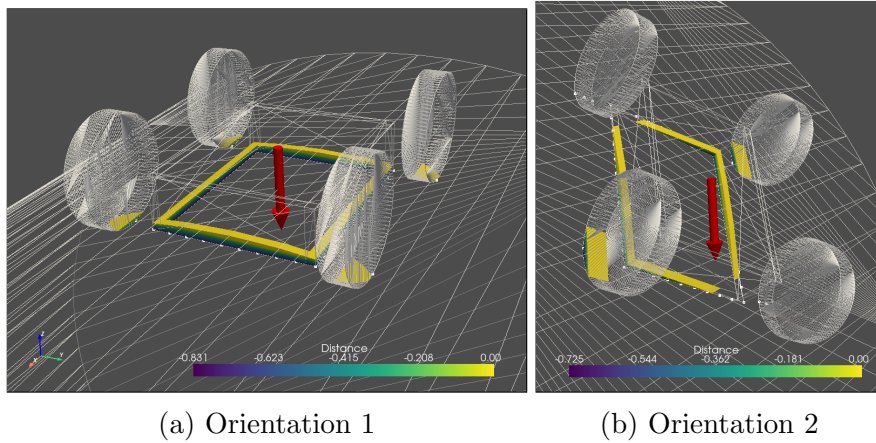 Z
Y
X
Distance
-0.831 -0.623 -0.415 -0.208 0.00
Distance
-0.725 -0.544 -0.362 -0.181 0.00
(a) Orientation 1
(b) Orientation 2